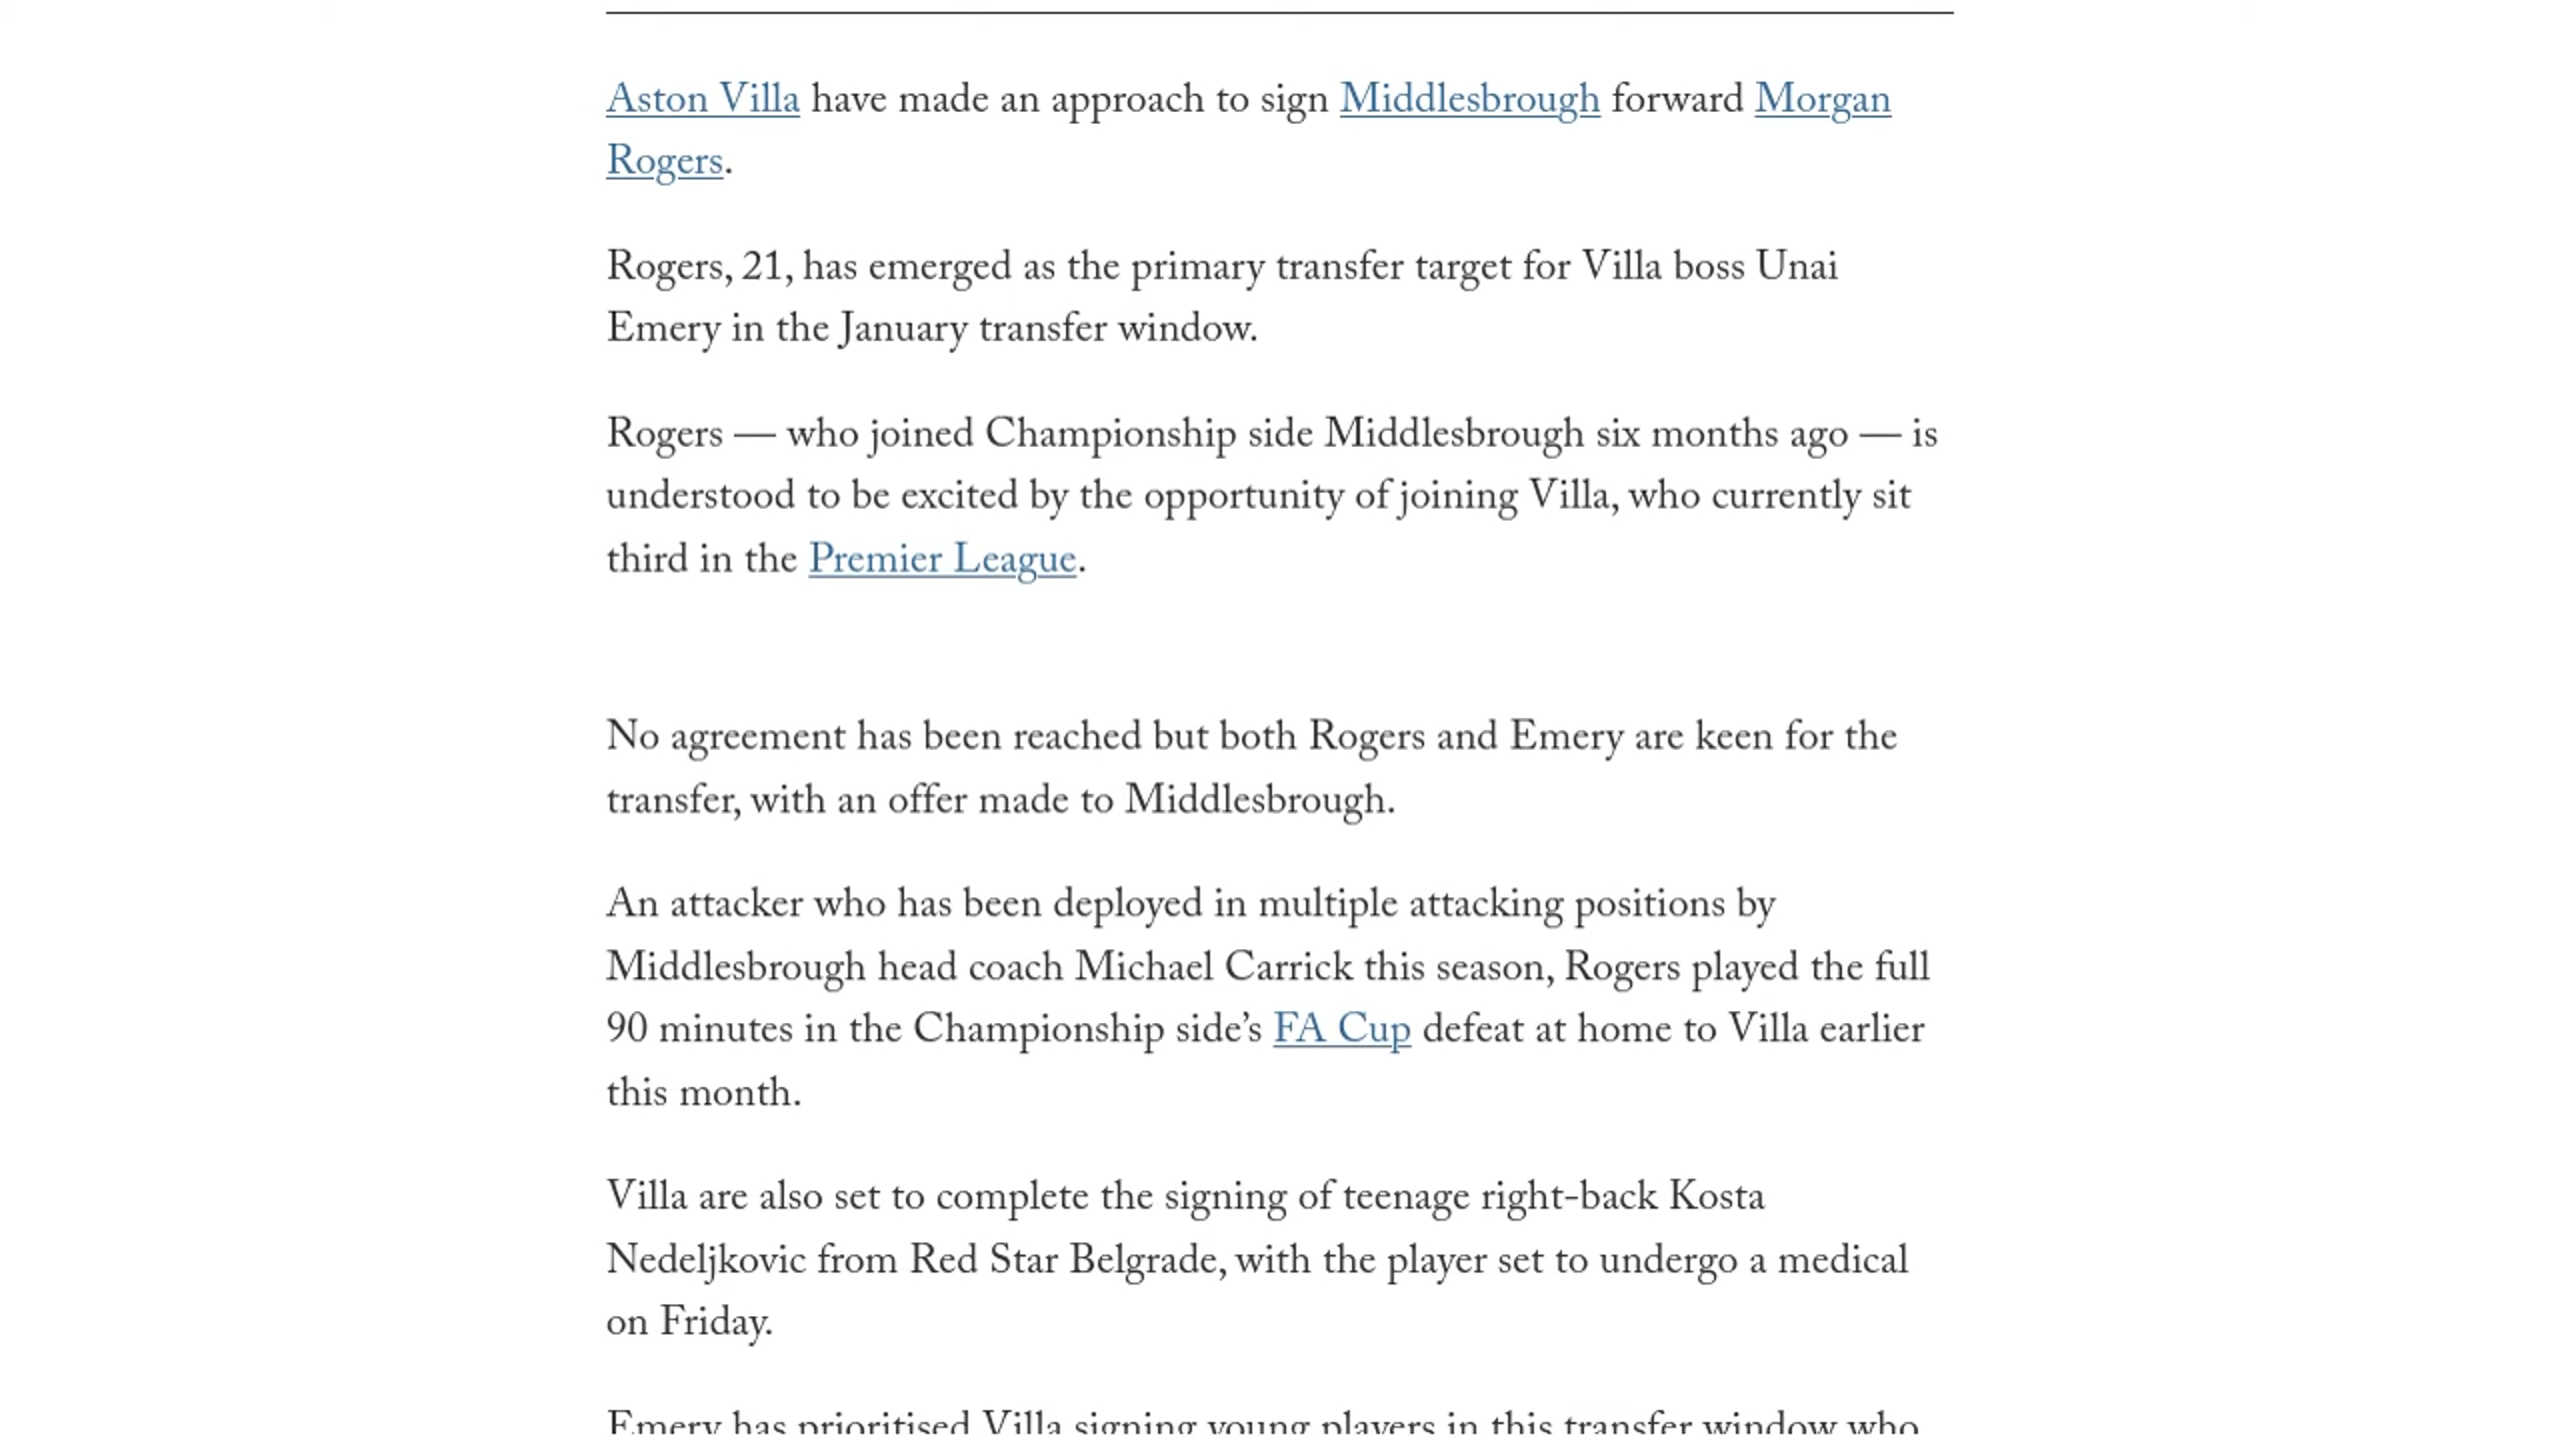 Aston Villa have made an approach to sign Middlesbrough forward Morgan
Rogers.
Rogers, 21, has emerged as the primary transfer target for Villa boss Unai
Emery in the January transfer window.
Rogers — who joined Championship side Middlesbrough six months ago — is
understood to be excited by the opportunity of joining Villa, who currently sit
third in the Premier League.
No agreement has been reached but both Rogers and Emery are keen for the
transfer, with an offer made to Middlesbrough.
An attacker who has been deployed in multiple attacking positions by
Middlesbrough head coach Michael Carrick this season, Rogers played the full
90 minutes in the Championship side’s FA Cup defeat at home to Villa earlier
this month.
Villa are also set to complete the signing of teenage right-back Kosta
Nedeljkovic from Red Star Belgrade, with the player set to undergo a medical
on Friday.
Emery has prioritised Villa signing young players in this transfer window who